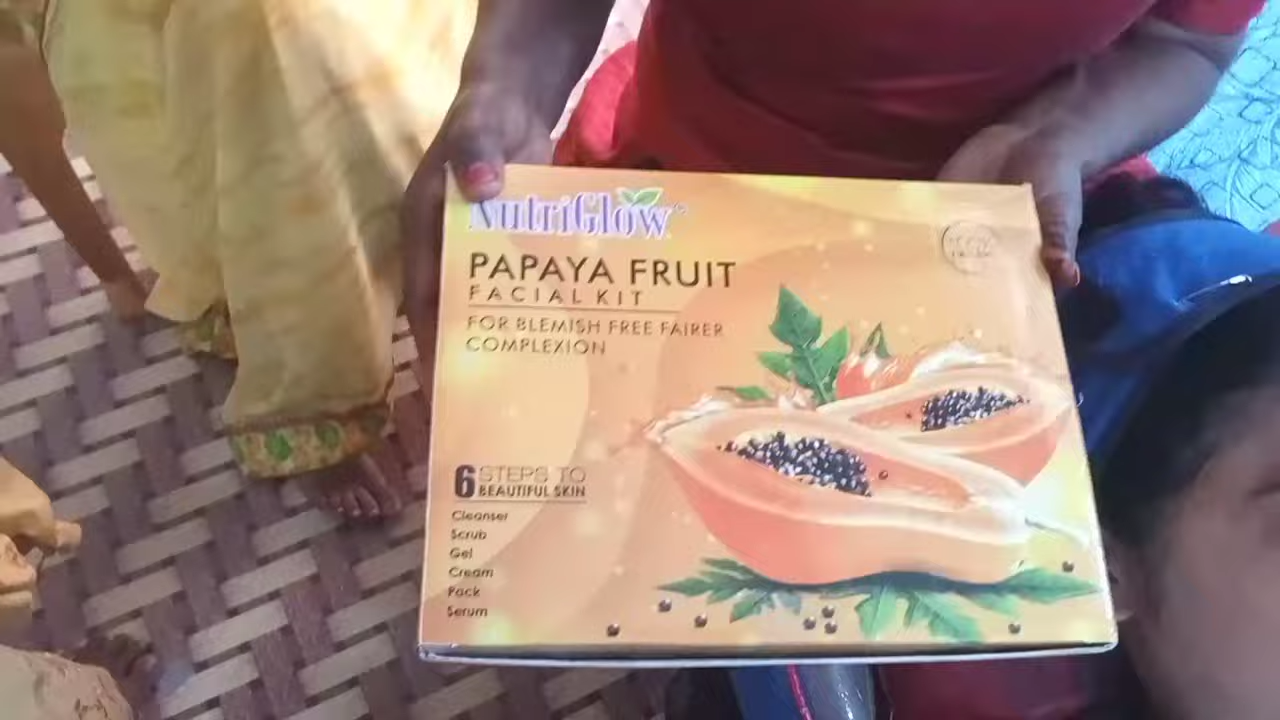 NutriGlow
PAPAYA FRUIT
FACIAL KIT
FOR BLEMISH FREE FAIRER
COMPLEXION
6 STEPS TO
BEAUTIFUL SKIN
Cleanser
Scrub
Gel
Cream
Pack
Serum